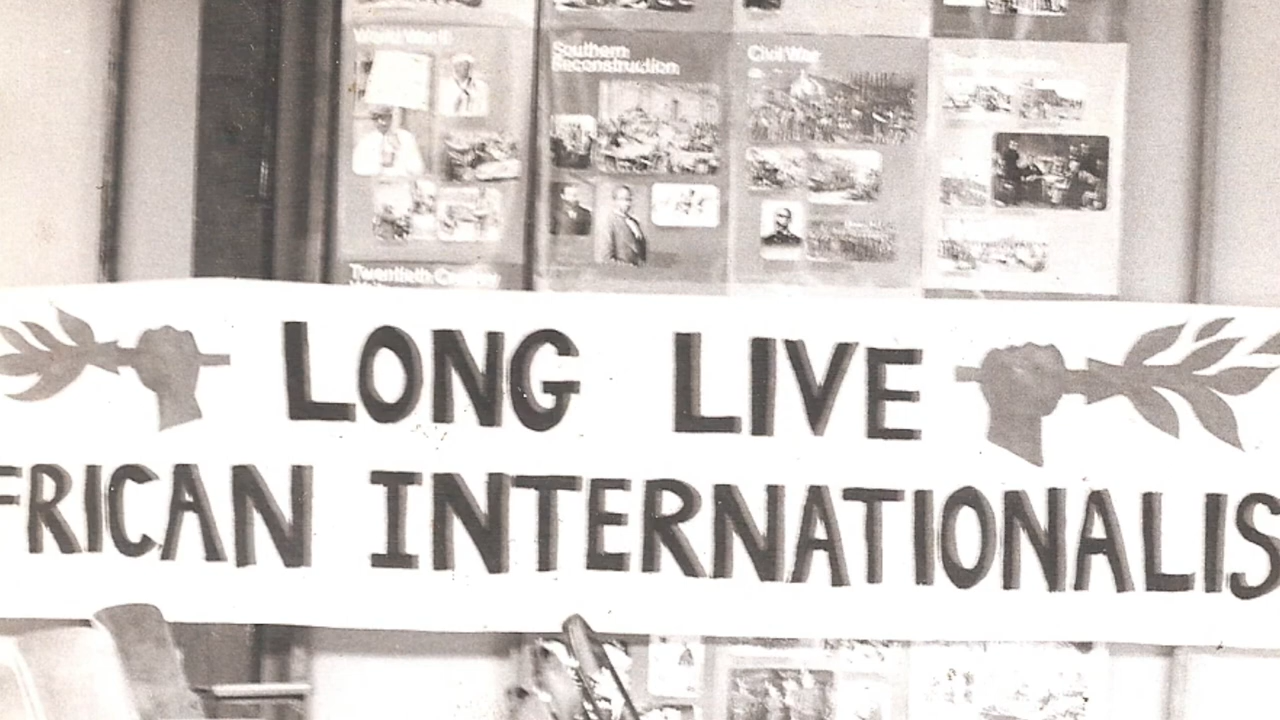 World War II
Southern
Reconstruction
Civil War
Twentieth Century
LONG LIVE
FRICAN INTERNATIONALIS